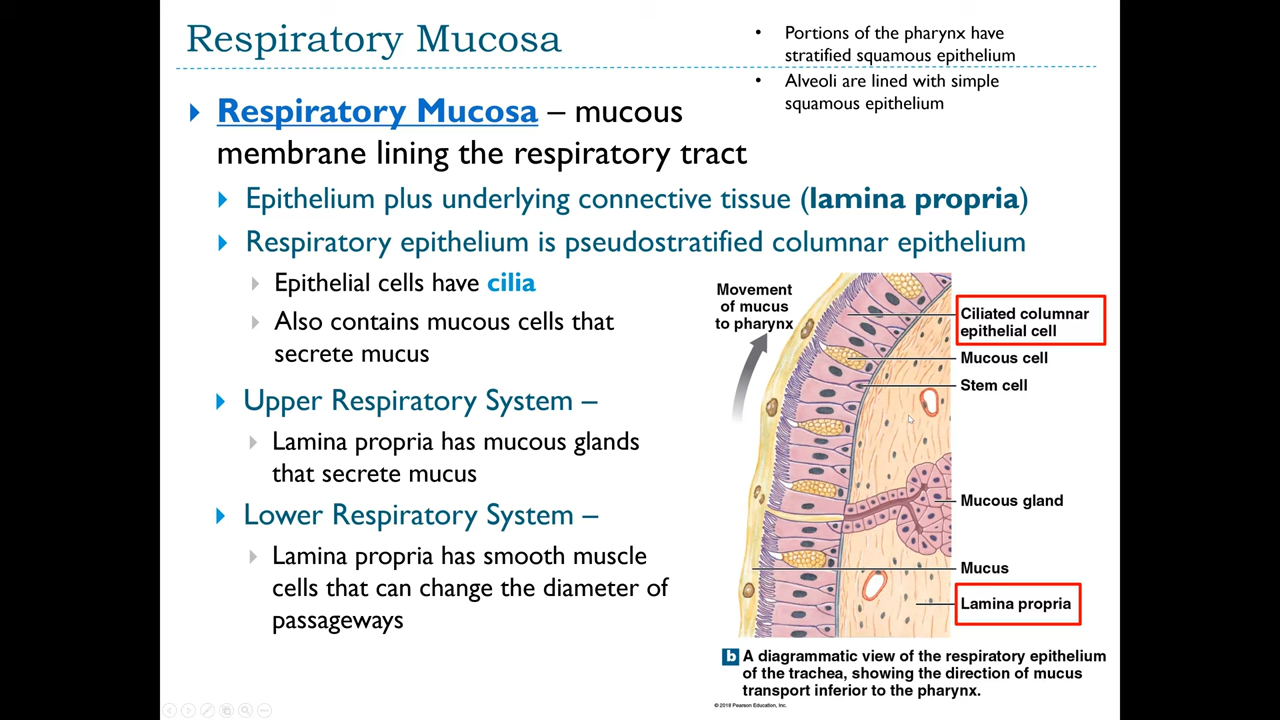 Respiratory Mucosa
• Portions of the pharynx have
stratified squamous epithelium
• Alveoli are lined with simple
squamous epithelium
Respiratory Mucosa – mucous
membrane lining the respiratory tract
Epithelium plus underlying connective tissue (lamina propria)
Respiratory epithelium is pseudostratified columnar epithelium
Epithelial cells have cilia
Also contains mucous cells that
secrete mucus
Upper Respiratory System –
Lamina propria has mucous glands
that secrete mucus
Lower Respiratory System –
Lamina propria has smooth muscle
cells that can change the diameter of
passageways
Movement
of mucus
to pharynx
Ciliated columnar
epithelial cell
Mucous cell
Stem cell
Mucous gland
Mucus
Lamina propria
b A diagrammatic view of the respiratory epithelium
of the trachea, showing the direction of mucus
transport inferior to the pharynx.
© 2018 Pearson Education, Inc.